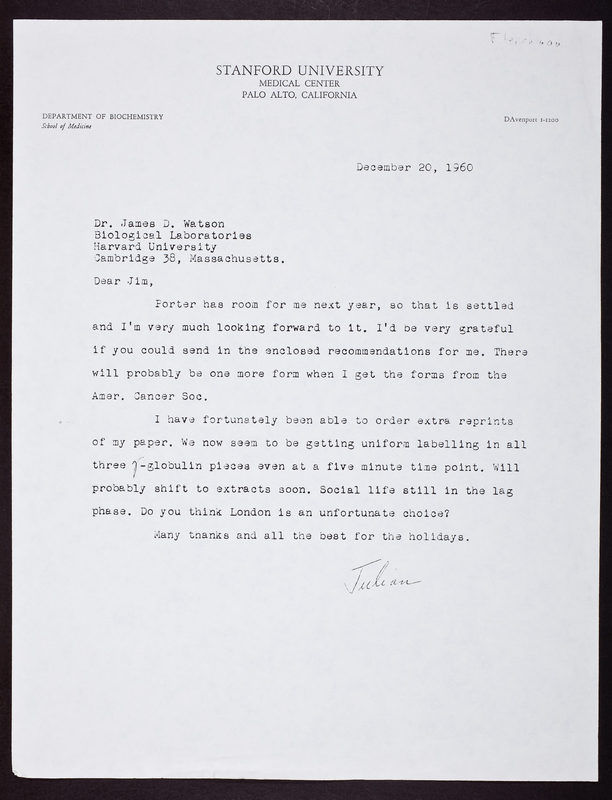 STANFORD UNIVERSITY
MEDICAL CENTER
PALO ALTO, CALIFORNIA
DEPARTMENT OF BIOCHEMISTRY
School of Medicine
DAvenport 1-1200
December 20, 1960
Dr. James D. Watson
Biological Laboratories
Harvard University
Cambridge 38, Massachusetts.
Dear Jim,
Porter has room for me next year, so that is settled
and I'm very much looking forward to it. I'd be very grateful
if you could send in the enclosed recommendations for me. There
will probably be one more form when I get the forms from the
Amer. Cancer Soc.
I have fortunately been able to order extra reprints
of my paper. We now seem to be getting uniform labelling in all
three γ-globulin pieces even at a five minute time point. Will
probably shift to extracts soon. Social life still in the lag
phase. Do you think London is an unfortunate choice?
Many thanks and all the best for the holidays.
Julian